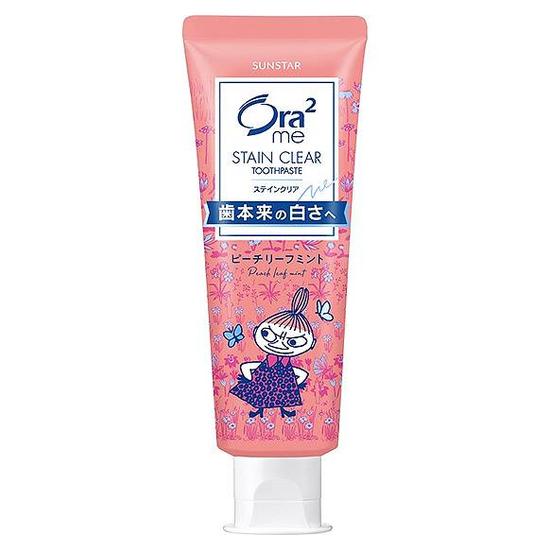 SUNSTAR
Ora²
me
STAIN CLEAR
TOOTHPASTE
ステインクリア
me
歯本来の白さへ
ピーチリーフミント
Peach leaf mint